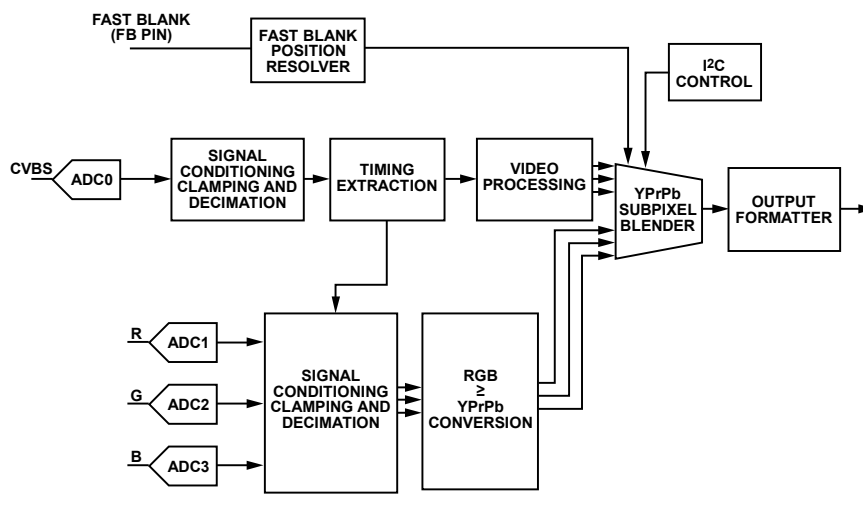 FAST BLANK
(FB PIN)
FAST BLANK
POSITION
RESOLVER
I²C
CONTROL
CVBS
ADC0
SIGNAL
CONDITIONING
CLAMPING AND
DECIMATION
TIMING
EXTRACTION
VIDEO
PROCESSING
YPrPb
SUBPIXEL
BLENDER
OUTPUT
FORMATTER
R
ADC1
G
ADC2
B
ADC3
SIGNAL
CONDITIONING
CLAMPING AND
DECIMATION
RGB
≥
YPrPb
CONVERSION